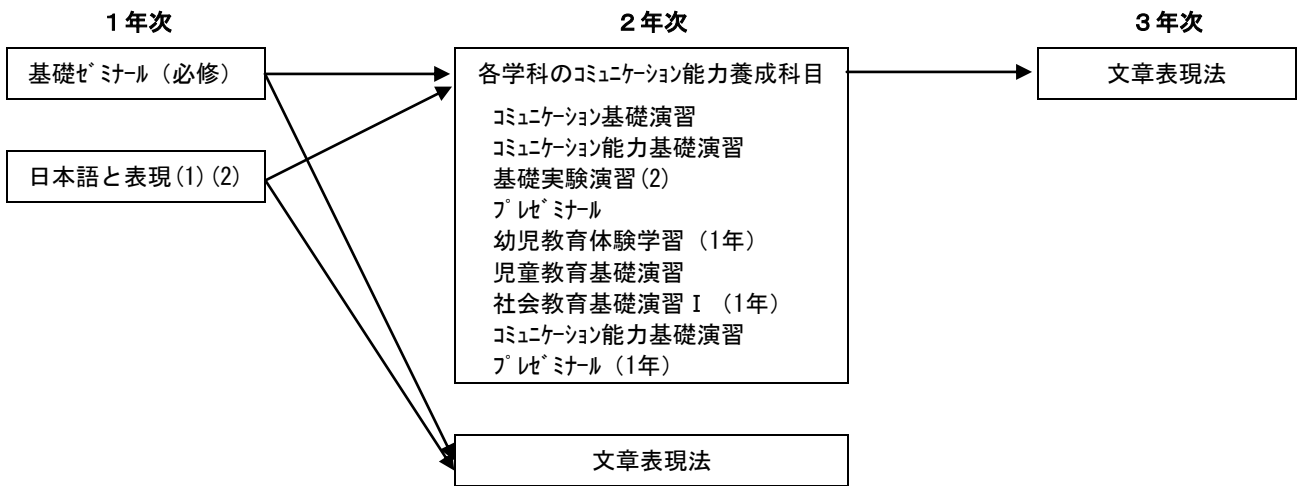 １年次
２年次
３年次
基礎ｾﾞﾐﾅｰﾙ（必修）
日本語と表現(1)(2)
各学科のｺﾐｭﾆｹｰｼｮﾝ能力養成科目
ｺﾐｭﾆｹｰｼｮﾝ基礎演習
ｺﾐｭﾆｹｰｼｮﾝ能力基礎演習
基礎実験演習(2)
ﾌﾟﾚｾﾞﾐﾅｰﾙ
幼児教育体験学習（1年）
児童教育基礎演習
社会教育基礎演習Ⅰ（1年）
ｺﾐｭﾆｹｰｼｮﾝ能力基礎演習
ﾌﾟﾚｾﾞﾐﾅｰﾙ（1年）
文章表現法
文章表現法